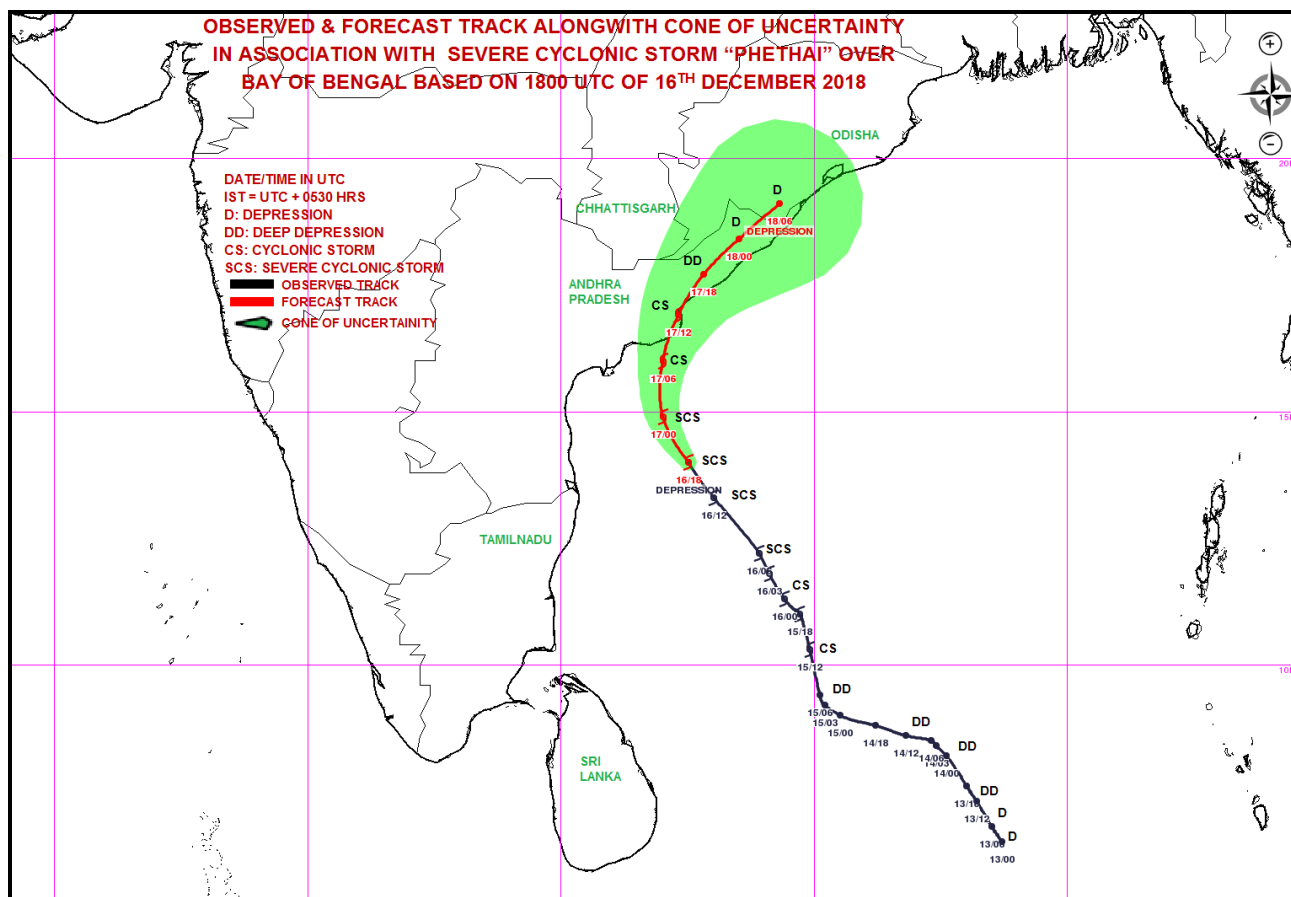 OBSERVED & FORECAST TRACK ALONGWITH CONE OF UNCERTAINTY
IN ASSOCIATION WITH SEVERE CYCLONIC STORM “PHETHAI” OVER
BAY OF BENGAL BASED ON 1800 UTC OF 16TH DECEMBER 2018
ODISHA
DATE/TIME IN UTC
IST = UTC + 0530 HRS
D: DEPRESSION
DD: DEEP DEPRESSION
CS: CYCLONIC STORM
SCS: SEVERE CYCLONIC STORM
OBSERVED TRACK
FORECAST TRACK
CONE OF UNCERTAINITY
CHHATTISGARH
ANDHRA
PRADESH
TAMILNADU
SRI
LANKA
D
18/06
DEPRESSION
D
18/00
DD
17/18
CS
17/12
CS
17/06
SCS
17/00
SCS
16/18
DEPRESSION
SCS
16/12
SCS
16/03
CS
16/00
15/18
CS
15/12
DD
15/06
15/03
15/00
14/18
DD
14/12
14/06
14/03
DD
14/00
DD
13/12
D
D
13/00